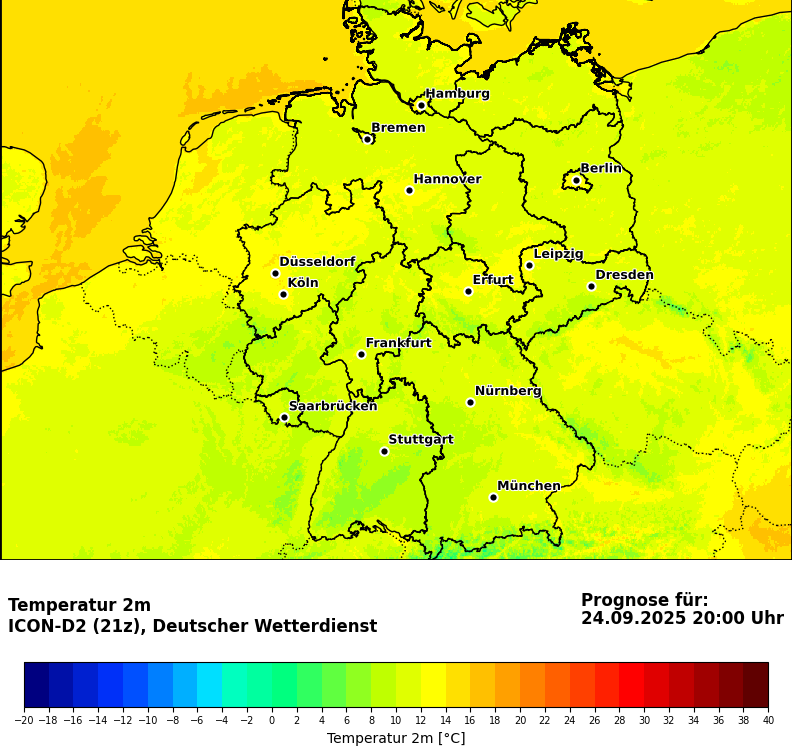 Hamburg
Bremen
Berlin
Hannover
Leipzig
Düsseldorf
Dresden
Köln
Erfurt
Frankfurt
Nürnberg
Saarbrücken
Stuttgart
München
Temperatur 2m
ICON-D2 (21z), Deutscher Wetterdienst
Prognose für:
24.09.2025 20:00 Uhr
−20 −18 −16 −14 −12 −10 −8 −6 −4 −2 0 2 4 6 8 10 12 14 16 18 20 22 24 26 28 30 32 34 36 38 40
Temperatur 2m [°C]